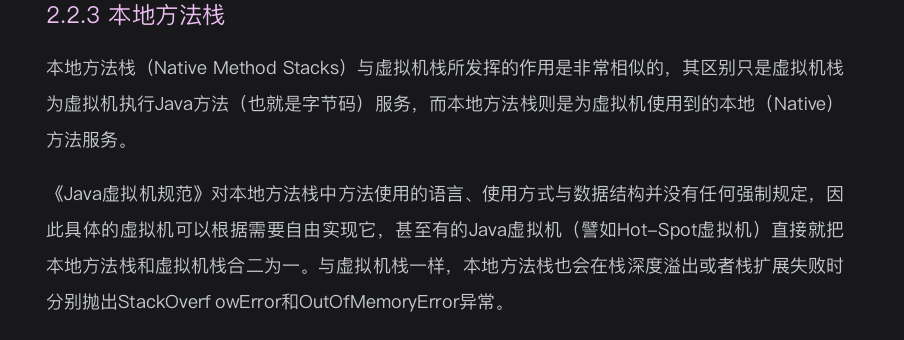 2.2.3 本地方法栈
本地方法栈（Native Method Stacks）与虚拟机栈所发挥的作用是非常相似的，其区别只是虚拟机栈
为虚拟机执行Java方法（也就是字节码）服务，而本地方法栈则是为虚拟机使用到的本地（Native）
方法服务。
《Java虚拟机规范》对本地方法栈中方法使用的语言、使用方式与数据结构并没有任何强制规定，因
此具体的虚拟机可以根据需要自由实现它，甚至有的Java虚拟机（譬如Hot-Spot虚拟机）直接就把
本地方法栈和虚拟机栈合二为一。与虚拟机栈一样，本地方法栈也会在栈深度溢出或者栈扩展失败时
分别抛出StackOverf owError和OutOfMemoryError异常。